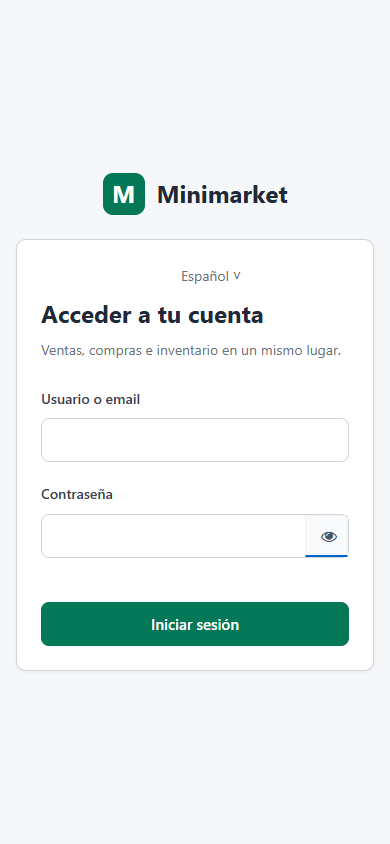 M Minimarket
Español
Acceder a tu cuenta
Ventas, compras e inventario en un mismo lugar.
Usuario o email
Contraseña
Iniciar sesión